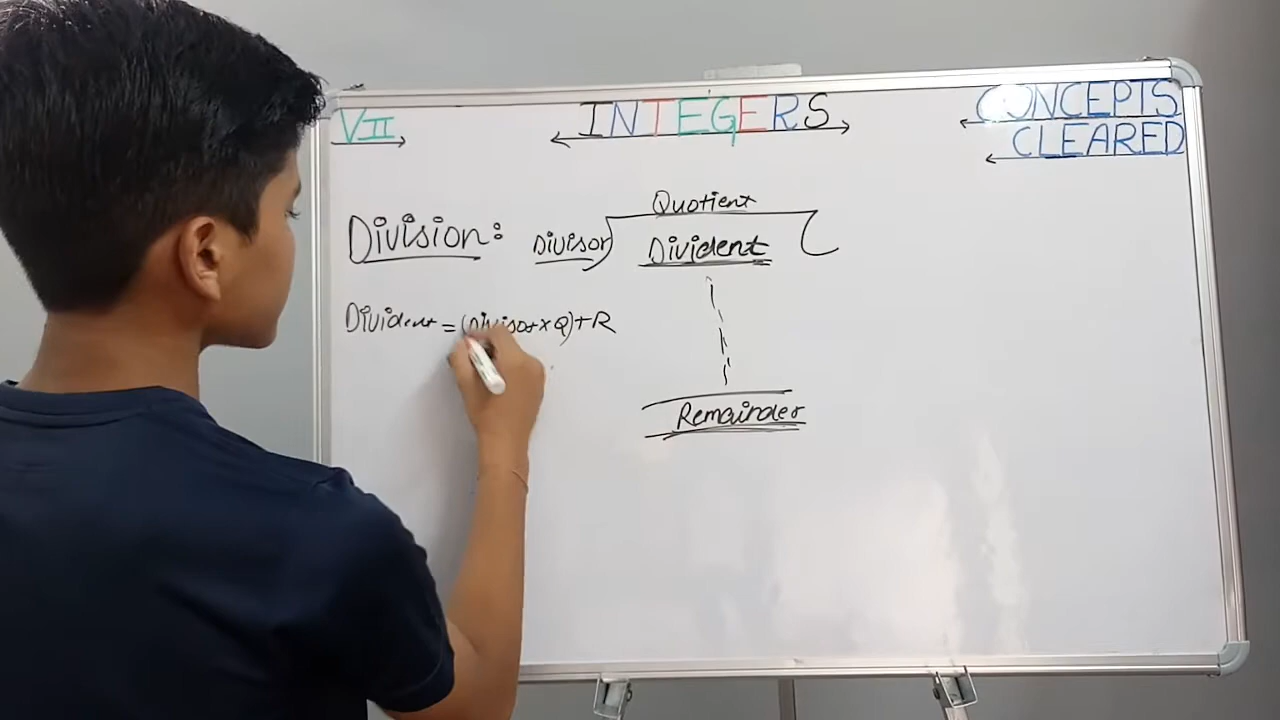 VII
INTEGERS
CONCEPTS
CLEARED
Quotient
Division: Divisor Divident
Divident = (Divisor × Q) + R
Remainder